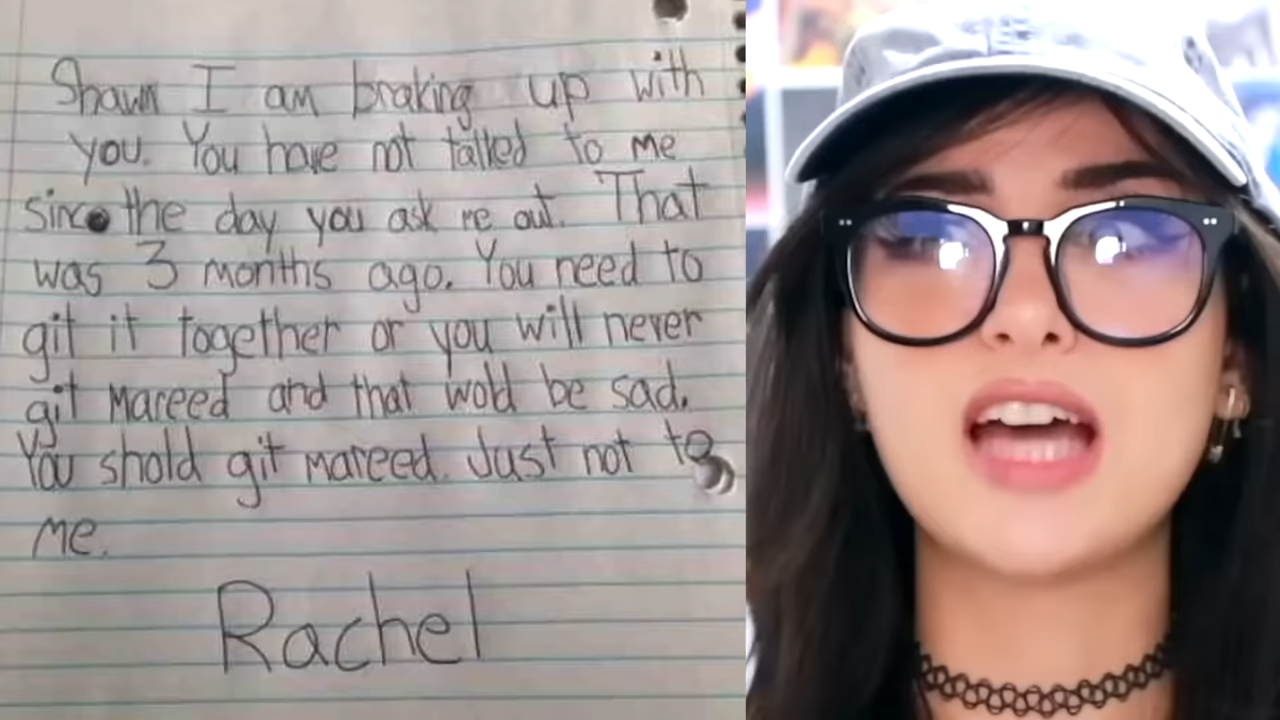 Shawn I am braking up with
you. You have not talked to me
since the day you ask me out. That
was 3 months ago. You need to
git it together or you will never
git mareed and that wold be sad.
You shold git mareed. Just not to
me.
Rachel